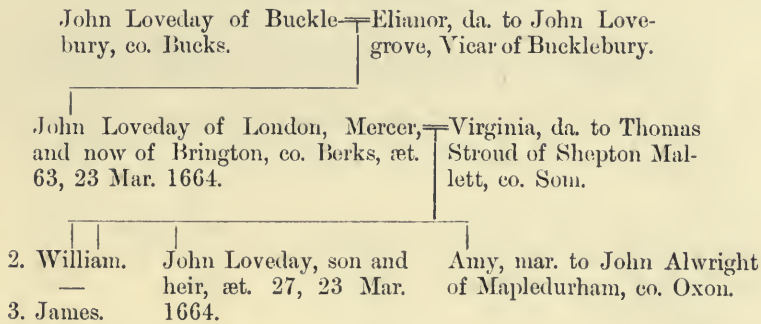 John Loveday of Buckle-
bury, co. Bucks.
Elianor, da. to John Love-
grove, Vicar of Bucklebury.
John Loveday of London, Mercer,
and now of Brington, co. Berks, æt.
63, 23 Mar. 1664.
Virginia, da. to Thomas
Stroud of Shepton Mal-
lett, co. Som.
2. William.
—
3. James.
John Loveday, son and
heir, æt. 27, 23 Mar.
1664.
Amy, mar. to John Alwright
of Mapledurham, co. Oxon.